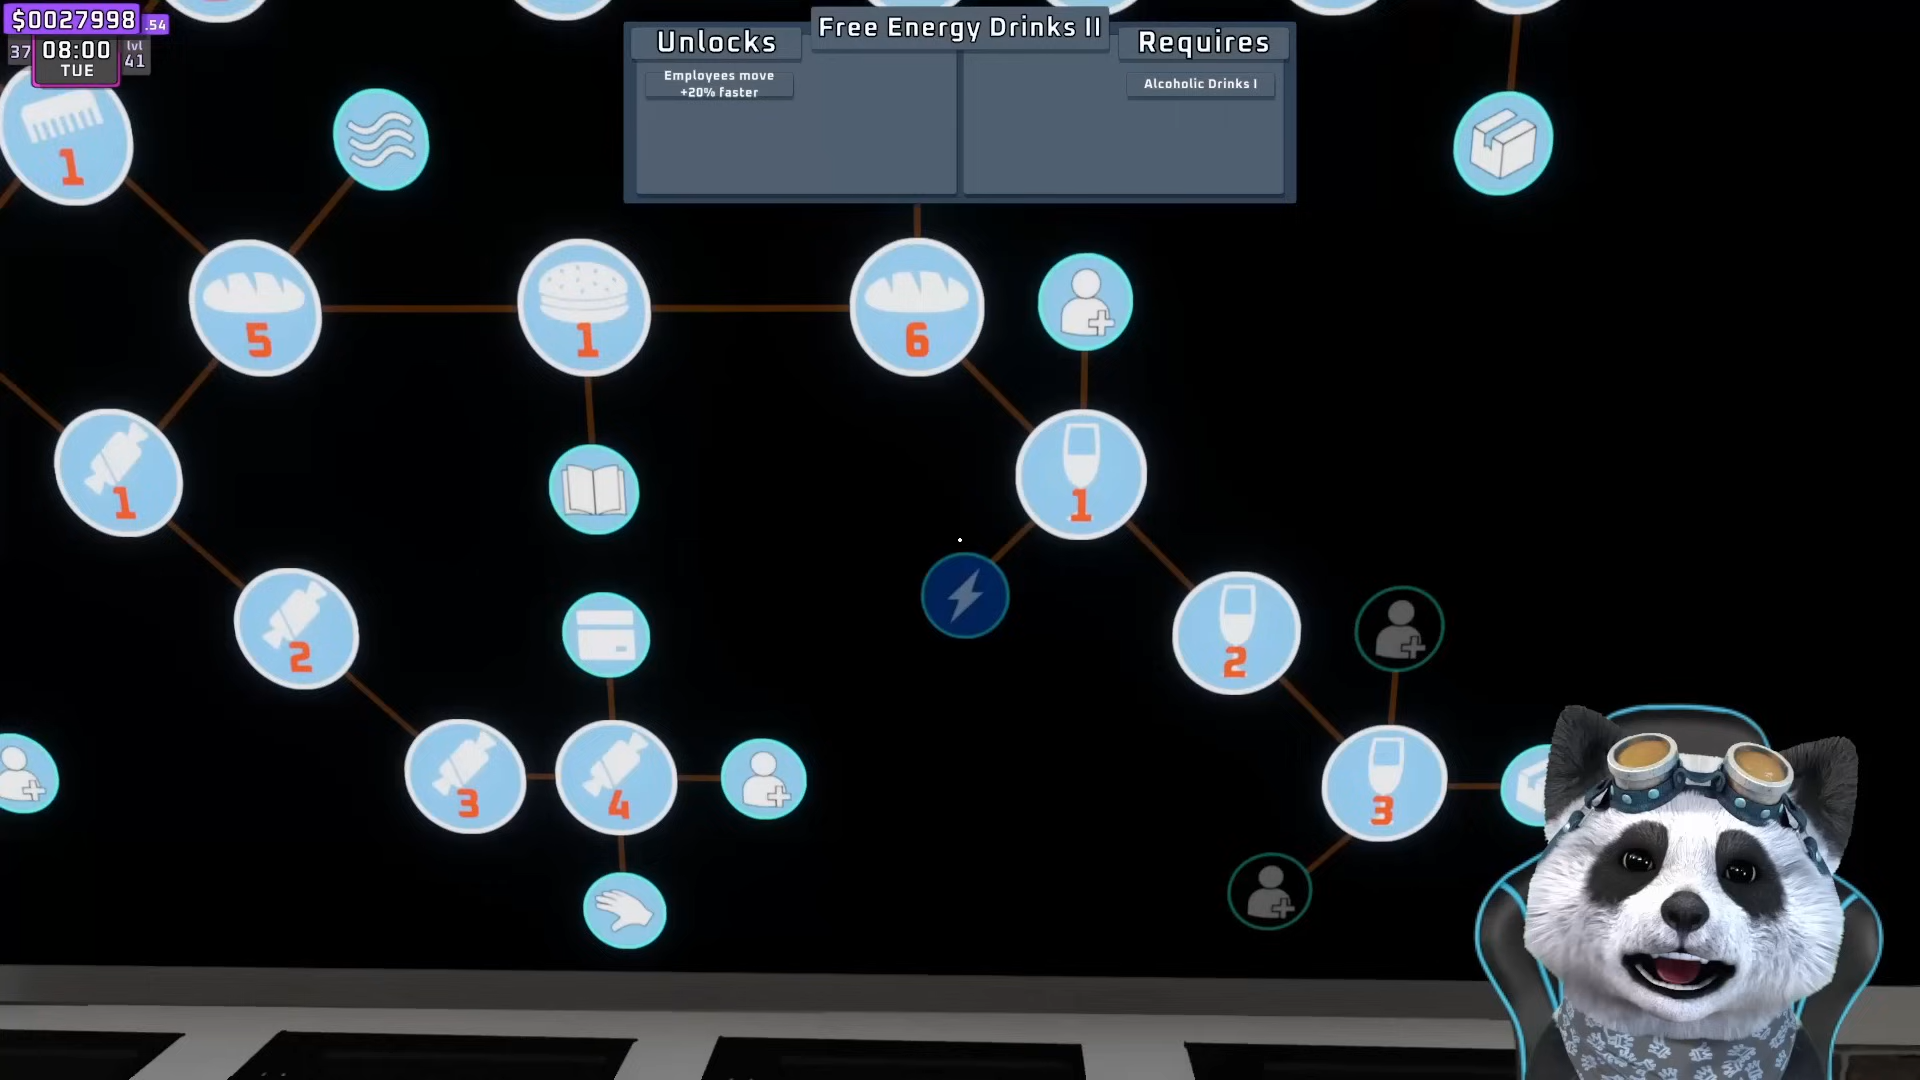 $0027998.54
37
08:00
TUE
lvl
41
Free Energy Drinks II
Unlocks
Employees move
+20% faster
Requires
Alcoholic Drinks I
1
5
1
6
1
1
2
2
3
4
3